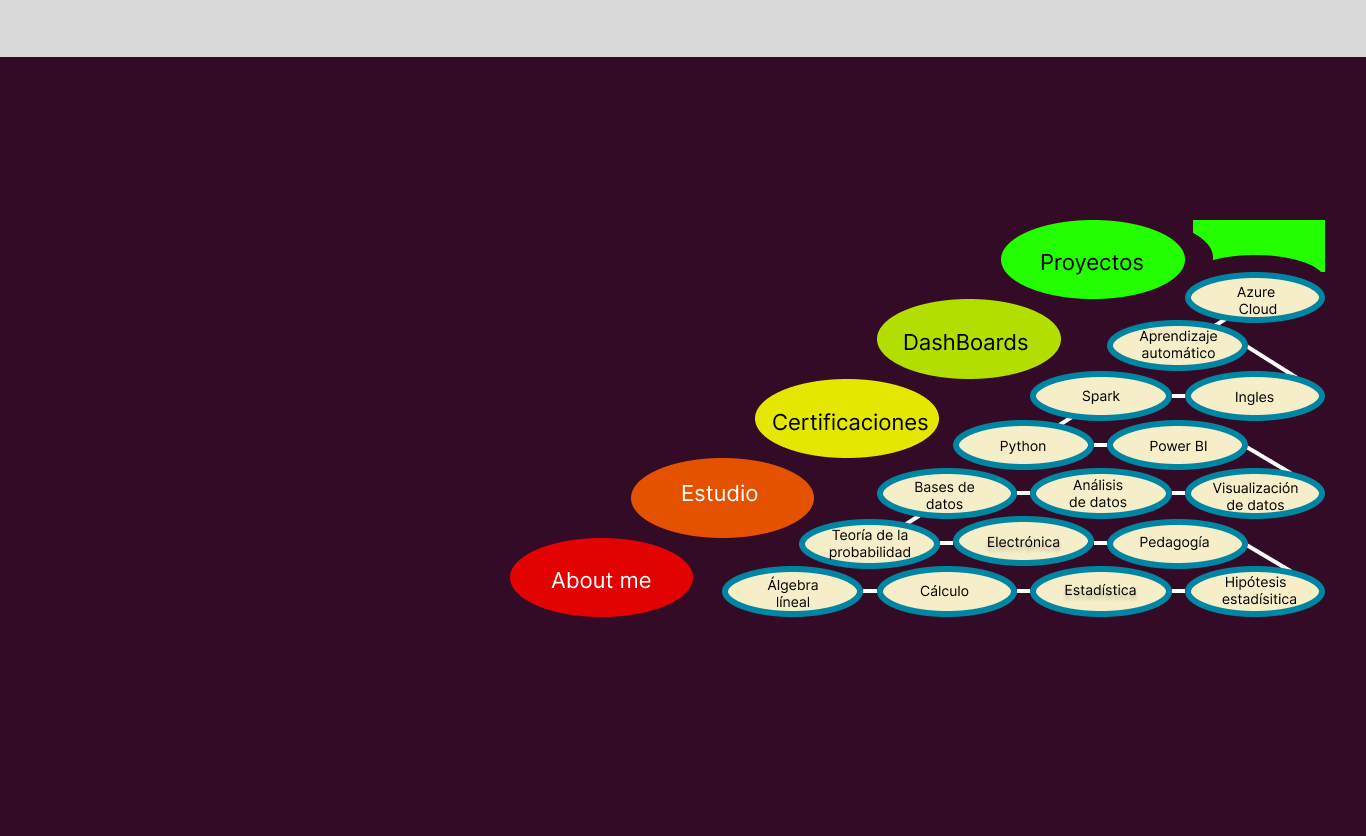 Proyectos
Azure
Cloud
DashBoards
Aprendizaje
automático
Certificaciones
Spark
Ingles
Python
Power BI
Estudio
Bases de
datos
Análisis
de datos
Visualización
de datos
About me
Teoría de la
probabilidad
Electrónica
Pedagogía
Álgebra
líneal
Cálculo
Estadística
Hipótesis
estadísitica